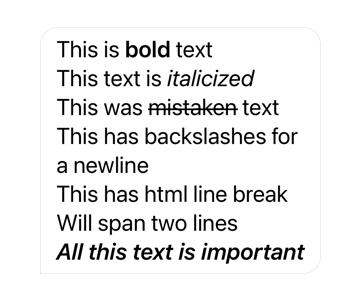 This is bold text
This text is italicized
This was mistaken text
This has backslashes for
a newline
This has html line break
Will span two lines
All this text is important